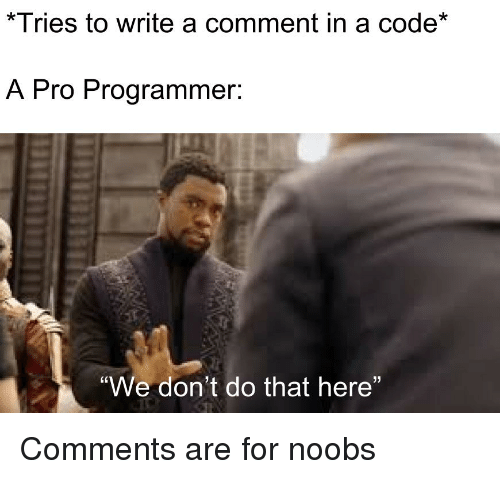 *Tries to write a comment in a code*
A Pro Programmer:
“We don’t do that here”
Comments are for noobs